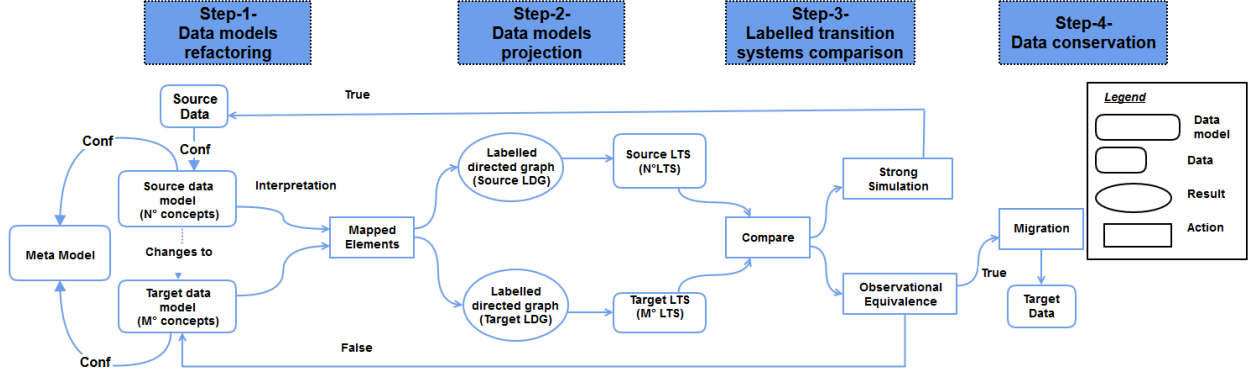 Step-1-
Data models
refactoring
Step-2-
Data models
projection
Step-3-
Labelled transition
systems comparison
Step-4-
Data conservation
Source
Data
True
Conf
Conf
Source data
model
(N° concepts)
Interpretation
Meta Model
Changes to
Target data
model
(M° concepts)
Conf
Mapped
Elements
Labelled
directed graph
(Source LDG)
Labelled
directed graph
(Target LDG)
Source LTS
(N°LTS)
Target LTS
(M° LTS)
Compare
Strong
Simulation
Observational
Equivalence
True
False
Migration
Target
Data
Legend
Data
model
Data
Result
Action